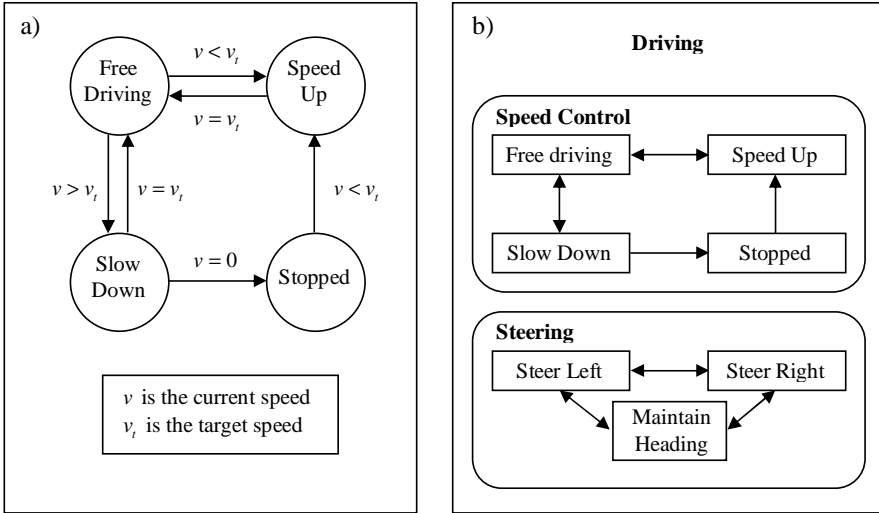 a)
v < v_t
Free
Driving
Speed
Up
v = v_t
v > v_t
v = v_t
v < v_t
Slow
Down
v = 0
Stopped
v is the current speed
v_t is the target speed
b)
Driving
Speed Control
Free driving
Speed Up
Slow Down
Stopped
Steering
Steer Left
Steer Right
Maintain
Heading